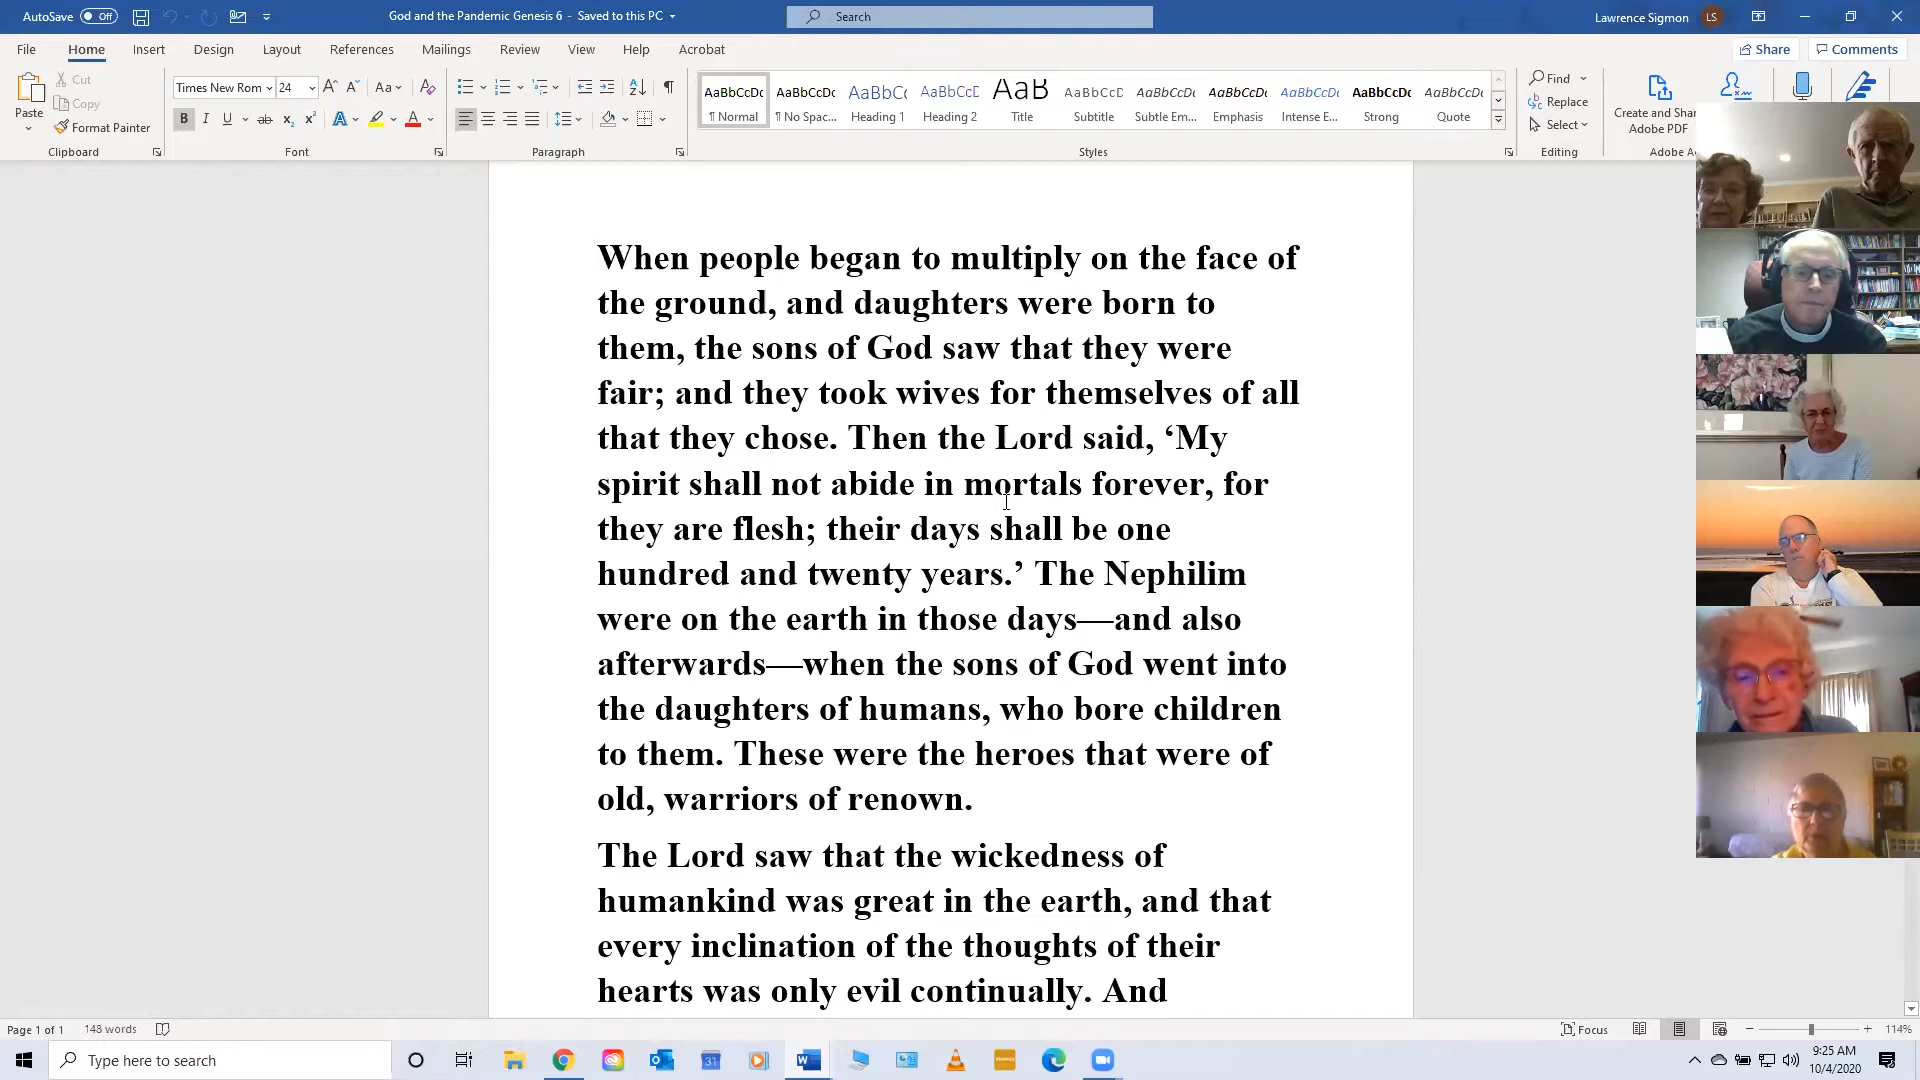 AutoSave Off God and the Pandemic Genesis 6 - Saved to this PC Search Lawrence Sigmon LS
File Home Insert Design Layout References Mailings Review View Help Acrobat Share Comments
Paste Cut Copy Format Painter
Times New Rom 24
AaBbCcDc AaBbCcDc AaBbCc AaBbCcD AaB AaBbCcD AaBbCcDc AaBbCcDc AaBbCcDc AaBbCcDc AaBbCcDc
¶ Normal ¶ No Spac... Heading 1 Heading 2 Title Subtitle Subtle Em... Emphasis Intense E... Strong Quote
Find Replace Select
Create and Shar
Adobe PDF
Clipboard Font Paragraph Styles Editing Adobe A
When people began to multiply on the face of
the ground, and daughters were born to
them, the sons of God saw that they were
fair; and they took wives for themselves of all
that they chose. Then the Lord said, ‘My
spirit shall not abide in mortals forever, for
they are flesh; their days shall be one
hundred and twenty years.’ The Nephilim
were on the earth in those days—and also
afterwards—when the sons of God went into
the daughters of humans, who bore children
to them. These were the heroes that were of
old, warriors of renown.
The Lord saw that the wickedness of
humankind was great in the earth, and that
every inclination of the thoughts of their
hearts was only evil continually. And
Page 1 of 1 148 words Focus 114%
Type here to search 9:25 AM
10/4/2020